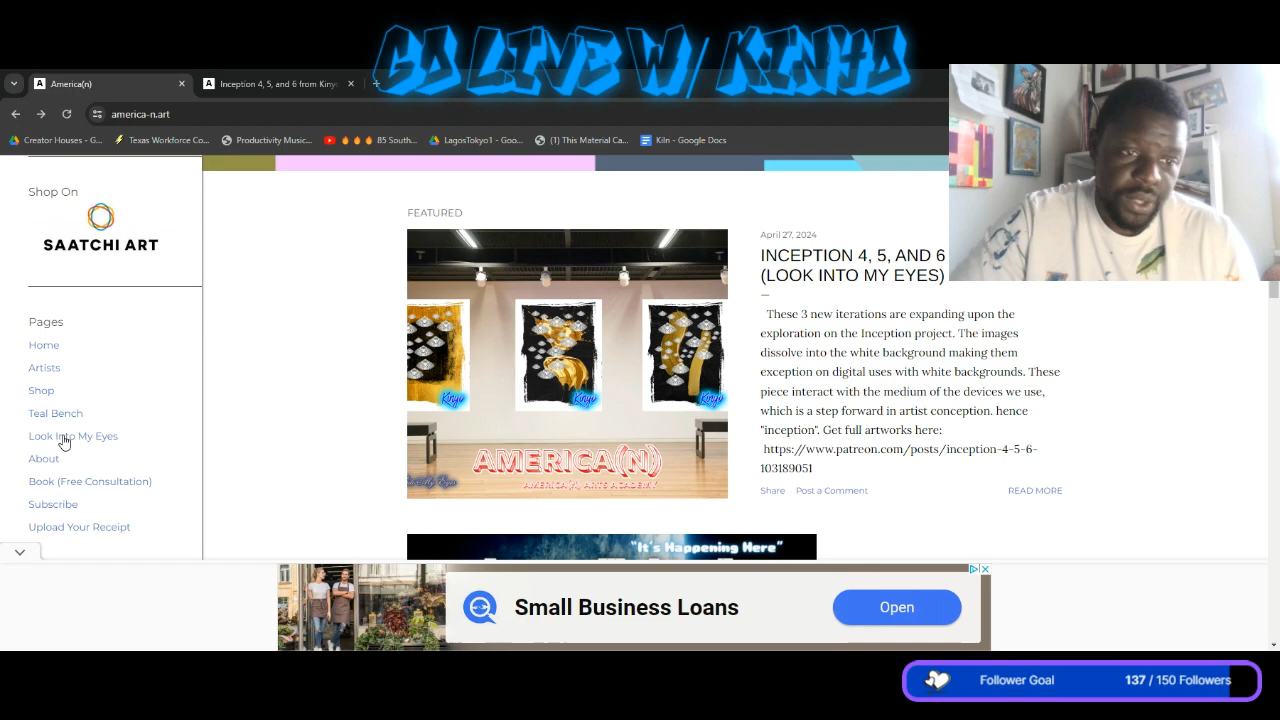 GO LIVE W/ KINYO
America(n)
Inception 4, 5, and 6 from Kinyo
america-n.art
Creator Houses - G...
Texas Workforce Co...
Productivity Music...
85 South...
LagosTokyo1 - Goo...
(1) This Material Ca...
Kiln - Google Docs
Shop On
SAATCHI ART
Pages
Home
Artists
Shop
Teal Bench
Look Into My Eyes
About
Book (Free Consultation)
Subscribe
Upload Your Receipt
FEATURED
Kinyo
Kinyo
Kinyo
AMERICA(N)
AMERICA(N) ARTS ACADEMY
April 27, 2024
INCEPTION 4, 5, AND 6
(LOOK INTO MY EYES)
These 3 new iterations are expanding upon the
exploration on the Inception project. The images
dissolve into the white background making them
exception on digital uses with white backgrounds. These
piece interact with the medium of the devices we use,
which is a step forward in artist conception. hence
"inception". Get full artworks here:
https://www.patreon.com/posts/inception-4-5-6-
103189051
Share Post a Comment READ MORE
"It's Happening Here"
Small Business Loans
Open
Follower Goal 137 / 150 Followers